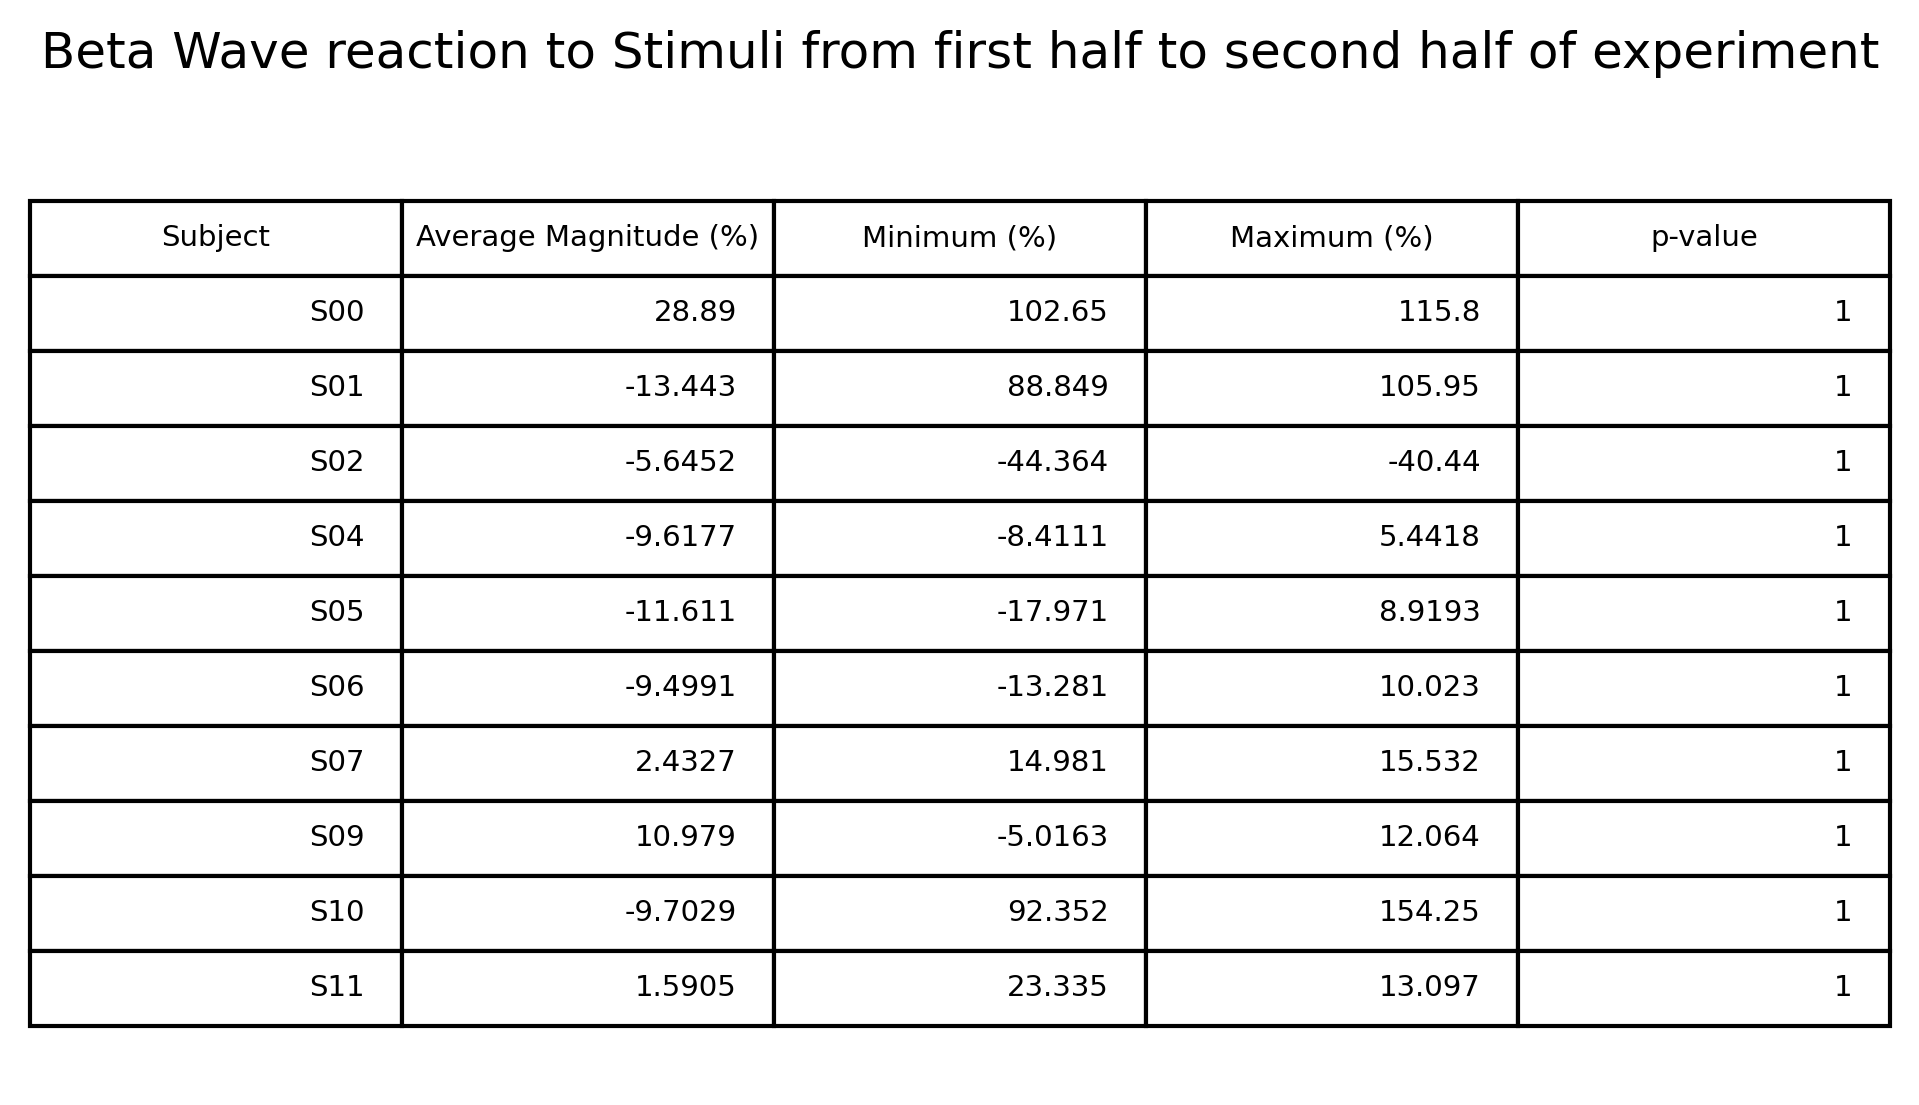 Beta Wave reaction to Stimuli from first half to second half of experiment
Subject Average Magnitude (%) Minimum (%) Maximum (%) p-value
S00 28.89 102.65 115.8 1
S01 -13.443 88.849 105.95 1
S02 -5.6452 -44.364 -40.44 1
S04 -9.6177 -8.4111 5.4418 1
S05 -11.611 -17.971 8.9193 1
S06 -9.4991 -13.281 10.023 1
S07 2.4327 14.981 15.532 1
S09 10.979 -5.0163 12.064 1
S10 -9.7029 92.352 154.25 1
S11 1.5905 23.335 13.097 1